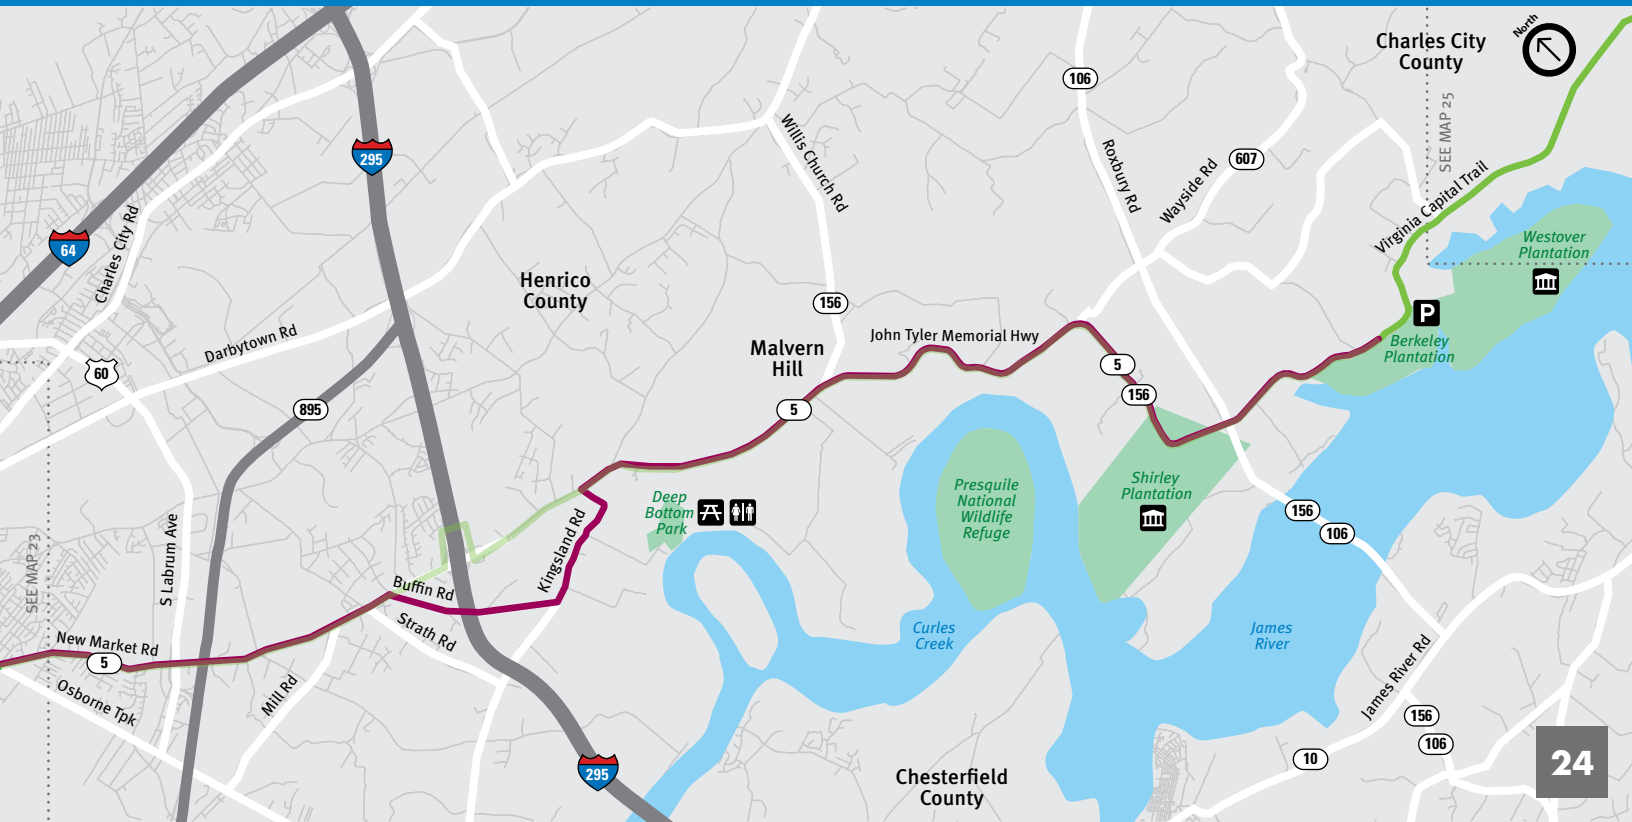 North
Charles City
County
SEE MAP 25
106
295
Willis Church Rd
Roxbury Rd
607
Wayside Rd
Virginia Capital Trail
64
Charles City Rd
Westover
Plantation
Henrico
County
156
P
Darbytown Rd
John Tyler Memorial Hwy
Berkeley
Plantation
Malvern
Hill
60
5
895
5
156
Shirley
Plantation
Presquile
National
Wildlife
Refuge
Deep
Bottom
Park
156
106
Kingsland Rd
S Labrum Ave
SEE MAP 23
Buffin Rd
Strath Rd
New Market Rd
5
Curles
Creek
James
River
Osborne Tpk
Mill Rd
James River Rd
156
106
10
295
Chesterfield
County
24